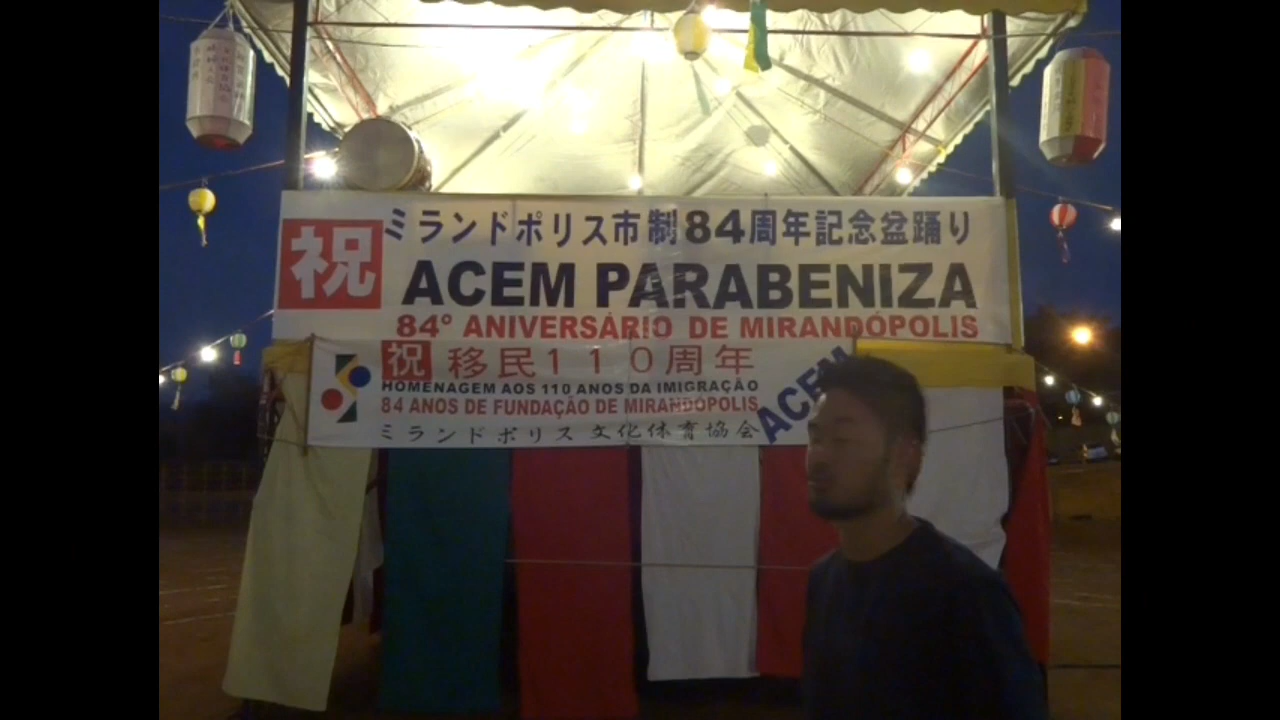 祝
ミランドポリス市制84周年記念盆踊り
ACEM PARABENIZA
84° ANIVERSÁRIO DE MIRANDÓPOLIS
祝 移民110周年
HOMENAGEM AOS 110 ANOS DA IMIGRAÇÃO
84 ANOS DE FUNDAÇÃO DE MIRANDÓPOLIS
ミランドポリス 文化体育協会
ACEM